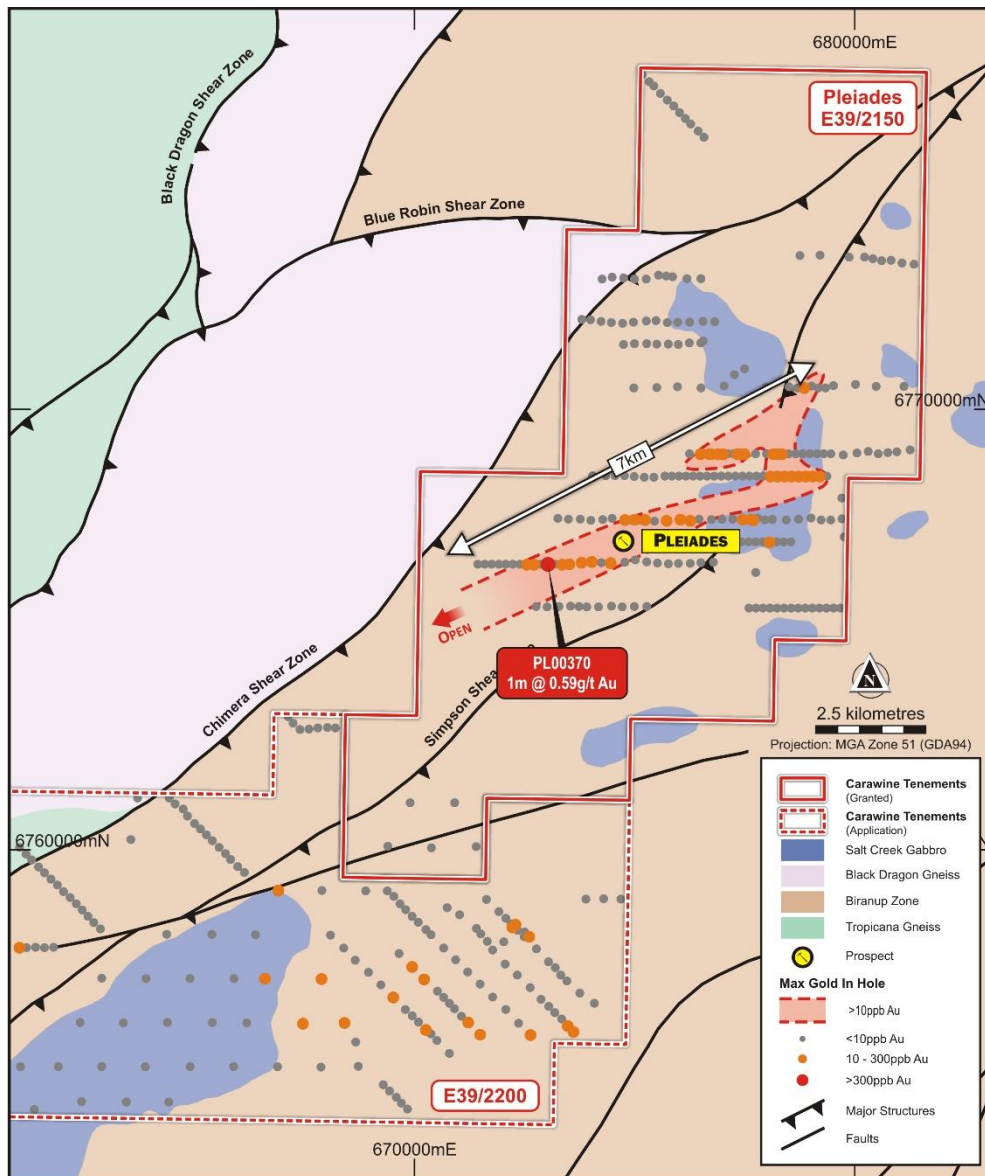 680000mE
Pleiades
E39/2150
Black Dragon Shear Zone
Blue Robin Shear Zone
6770000mN
7km
PLEIADES
OPEN
PL00370
1m @ 0.59g/t Au
Chimera Shear Zone
Simpson Shea
N
2.5 kilometres
Projection: MGA Zone 51 (GDA94)
6760000mN
E39/2200
670000mE
Carawine Tenements
(Granted)
Carawine Tenements
(Application)
Salt Creek Gabbro
Black Dragon Gneiss
Biranup Zone
Tropicana Gneiss
Prospect
Max Gold In Hole
>10ppb Au
<10ppb Au
10 - 300ppb Au
>300ppb Au
Major Structures
Faults